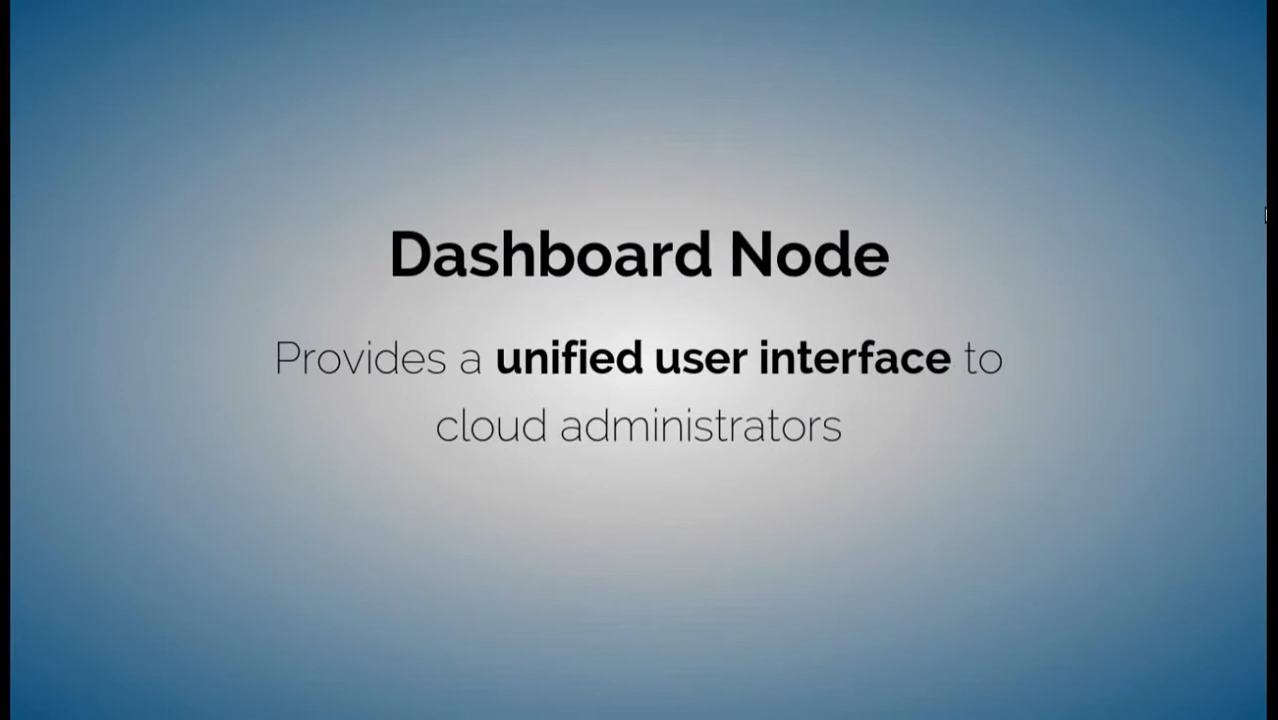 Dashboard Node
Provides a unified user interface to
cloud administrators